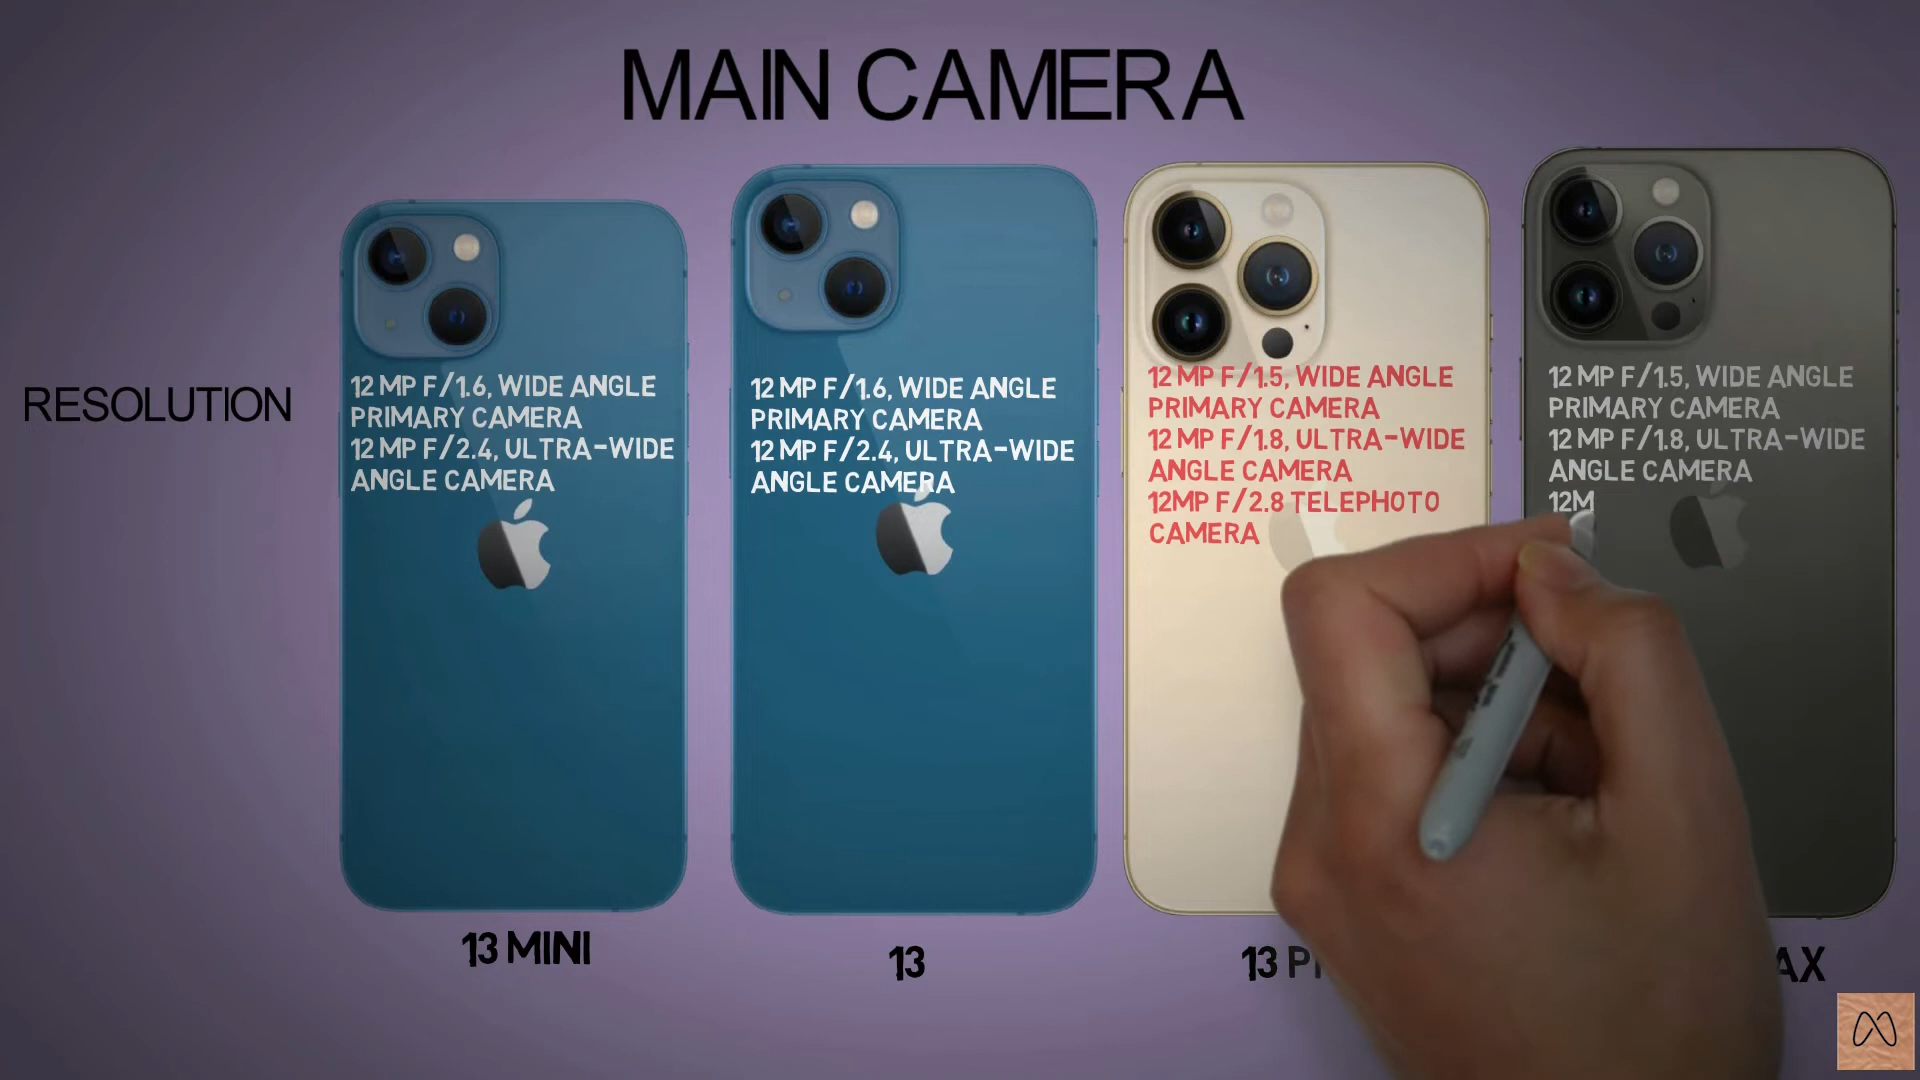 MAIN CAMERA
RESOLUTION
12 MP F/1.6, WIDE ANGLE
PRIMARY CAMERA
12 MP F/2.4, ULTRA-WIDE
ANGLE CAMERA
12 MP F/1.6, WIDE ANGLE
PRIMARY CAMERA
12 MP F/2.4, ULTRA-WIDE
ANGLE CAMERA
12 MP F/1.5, WIDE ANGLE
PRIMARY CAMERA
12 MP F/1.8, ULTRA-WIDE
ANGLE CAMERA
12MP F/2.8 TELEPHOTO
CAMERA
12 MP F/1.5, WIDE ANGLE
PRIMARY CAMERA
12 MP F/1.8, ULTRA-WIDE
ANGLE CAMERA
12M
13 MINI
13
13